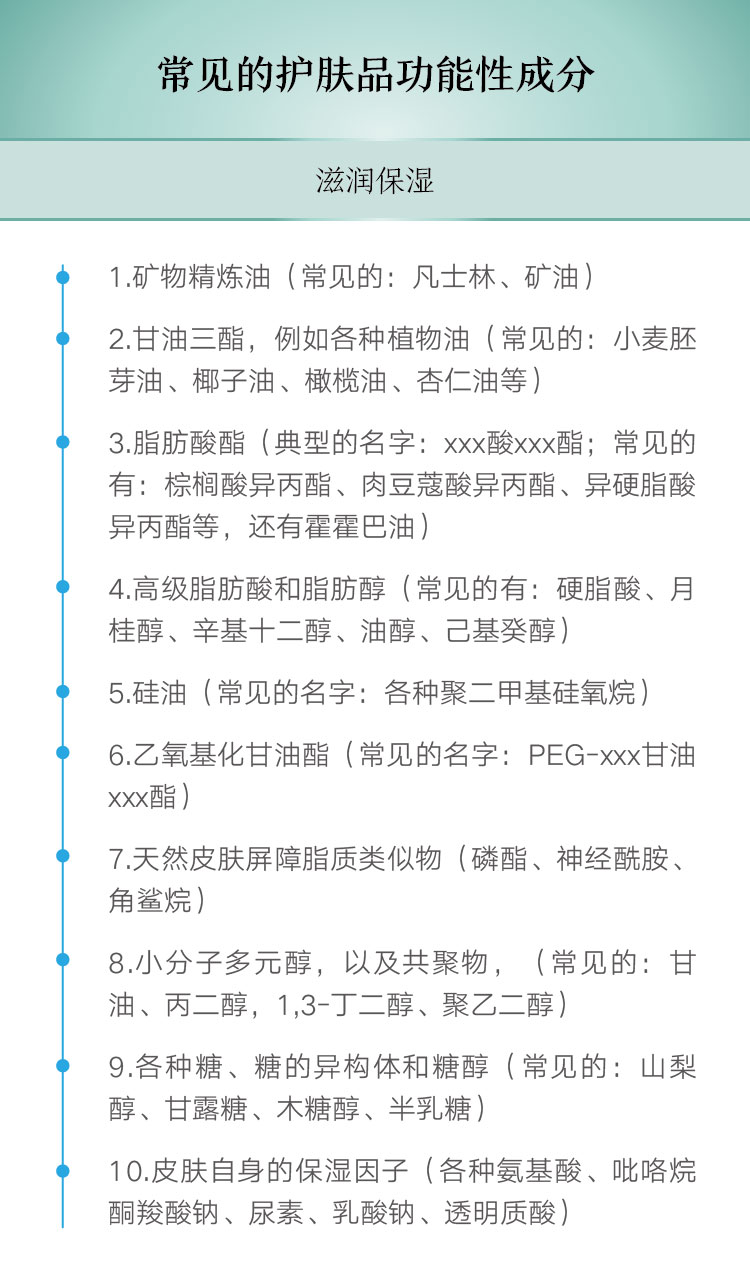 常见的护肤品功能性成分
滋润保湿
1.矿物精炼油（常见的：凡士林、矿油）
2.甘油三酯，例如各种植物油（常见的：小麦胚
芽油、椰子油、橄榄油、杏仁油等）
3.脂肪酸酯（典型的名字：xxx酸xxx酯；常见的
有：棕榈酸异丙酯、肉豆蔻酸异丙酯、异硬脂酸
异丙酯等，还有霍霍巴油）
4.高级脂肪酸和脂肪醇（常见的有：硬脂酸、月
桂醇、辛基十二醇、油醇、己基癸醇）
5.硅油（常见的名字：各种聚二甲基硅氧烷）
6.乙氧基化甘油酯（常见的名字：PEG-xxx甘油
xxx酯）
7.天然皮肤屏障脂质类似物（磷酯、神经酰胺、
角鲨烷）
8.小分子多元醇，以及共聚物，（常见的：甘
油、丙二醇，1,3-丁二醇、聚乙二醇）
9.各种糖、糖的异构体和糖醇（常见的：山梨
醇、甘露糖、木糖醇、半乳糖）
10.皮肤自身的保湿因子（各种氨基酸、吡咯烷
酮羧酸钠、尿素、乳酸钠、透明质酸）